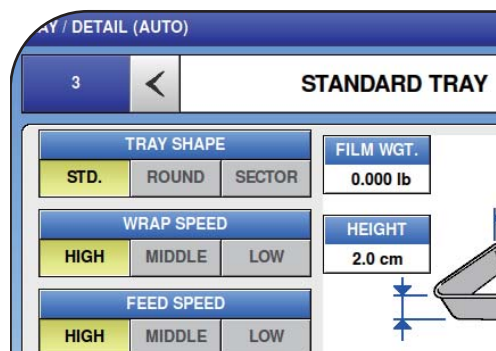 AY / DETAIL (AUTO)
3 < STANDARD TRAY
TRAY SHAPE
STD. ROUND SECTOR
FILM WGT.
0.000 lb
WRAP SPEED
HIGH MIDDLE LOW
HEIGHT
2.0 cm
FEED SPEED
HIGH MIDDLE LOW